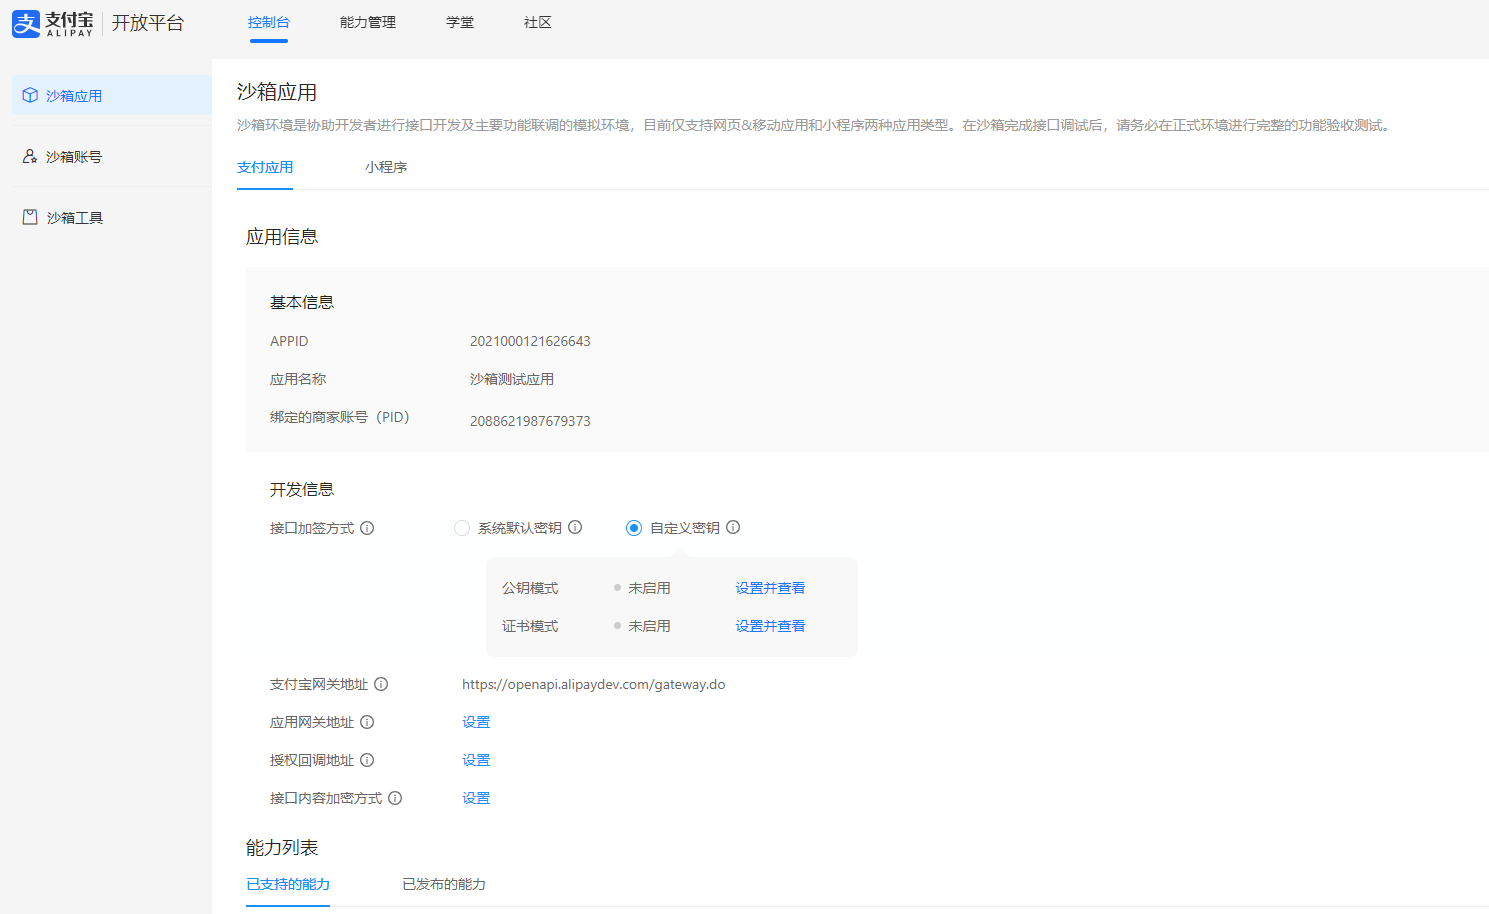 支付宝 ALIPAY 开放平台 控制台 能力管理 学堂 社区
沙箱应用
沙箱账号
沙箱工具
沙箱应用
沙箱环境是协助开发者进行接口开发及主要功能联调的模拟环境，目前仅支持网页&移动应用和小程序两种应用类型。在沙箱完成接口调试后，请务必在正式环境进行完整的功能验收测试。
支付应用 小程序
应用信息
基本信息
APPID 2021000121626643
应用名称 沙箱测试应用
绑定的商家账号（PID） 2088621987679373
开发信息
接口加签方式 系统默认密钥 自定义密钥
公钥模式 未启用 设置并查看
证书模式 未启用 设置并查看
支付宝网关地址 https://openapi.alipaydev.com/gateway.do
应用网关地址 设置
授权回调地址 设置
接口内容加密方式 设置
能力列表
已支持的能力 已发布的能力